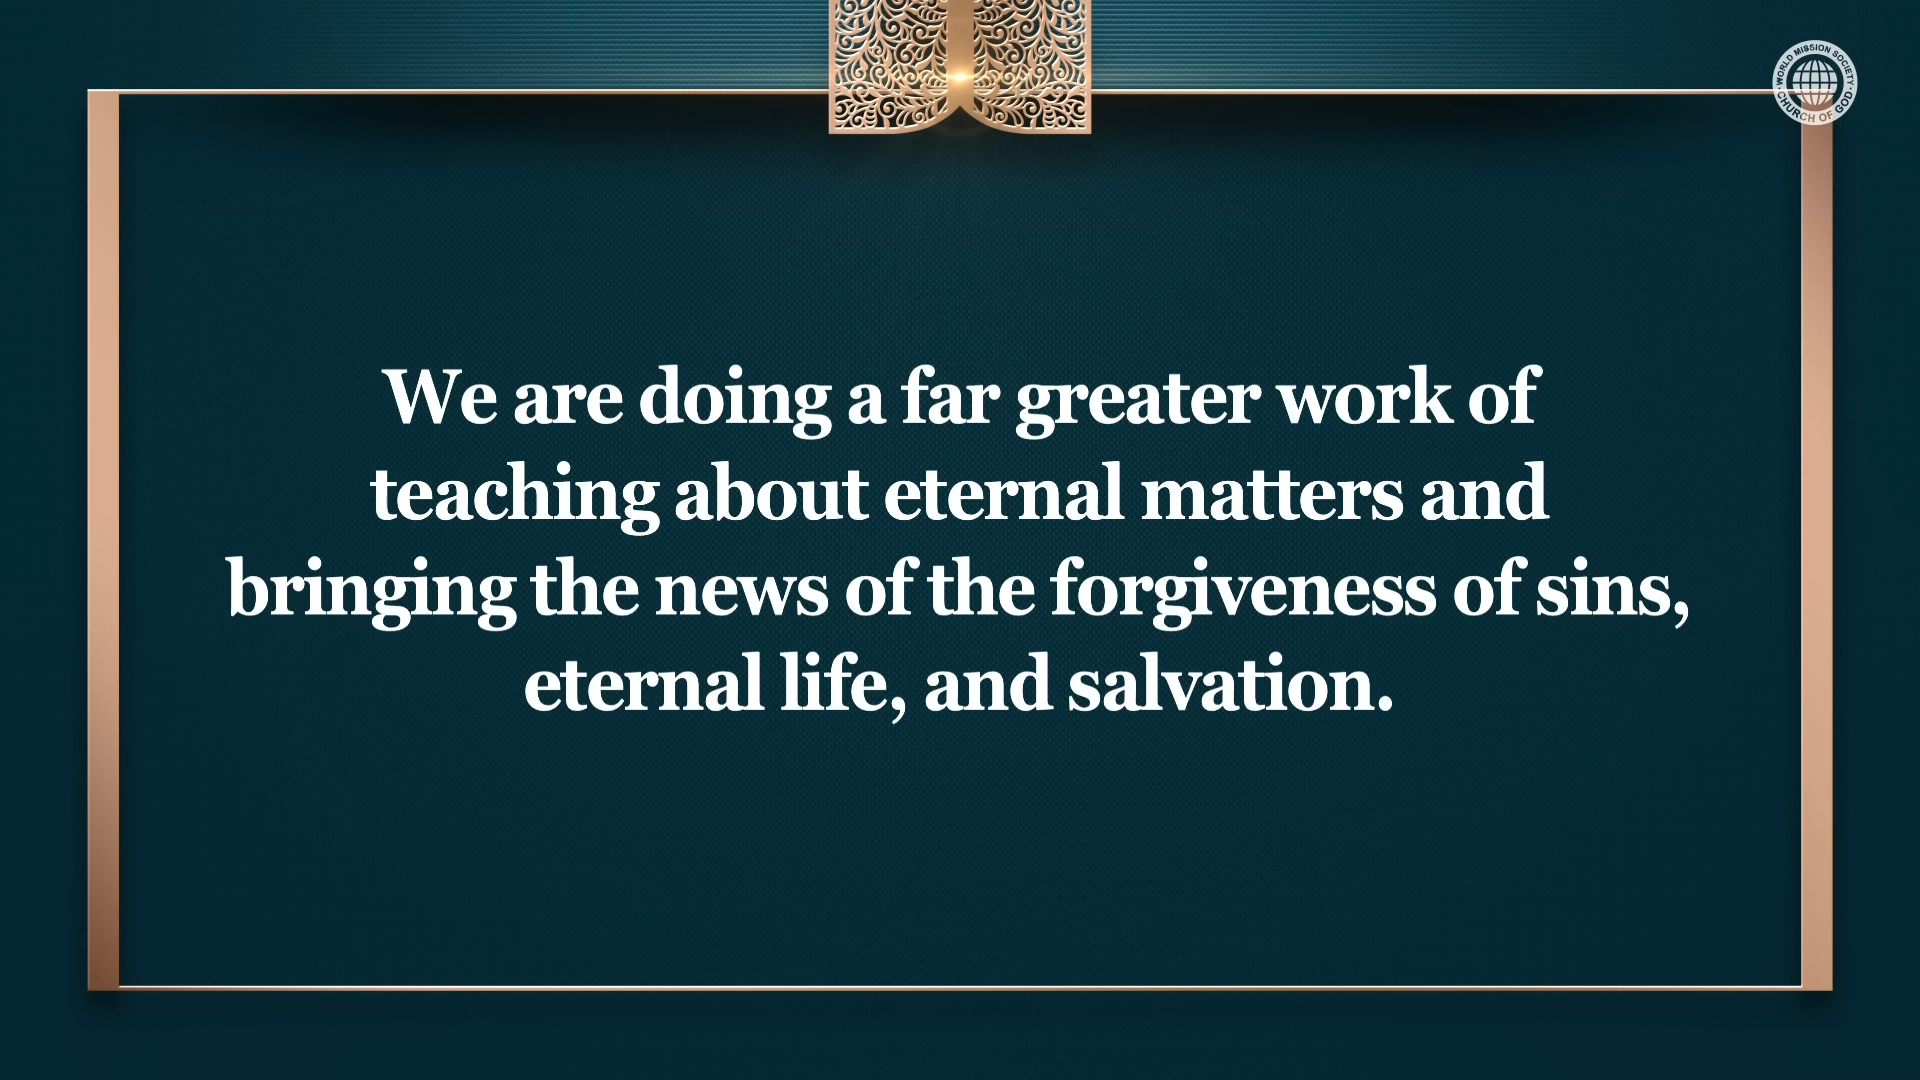 WORLD MISSION SOCIETY
CHURCH OF GOD
We are doing a far greater work of
teaching about eternal matters and
bringing the news of the forgiveness of sins,
eternal life, and salvation.